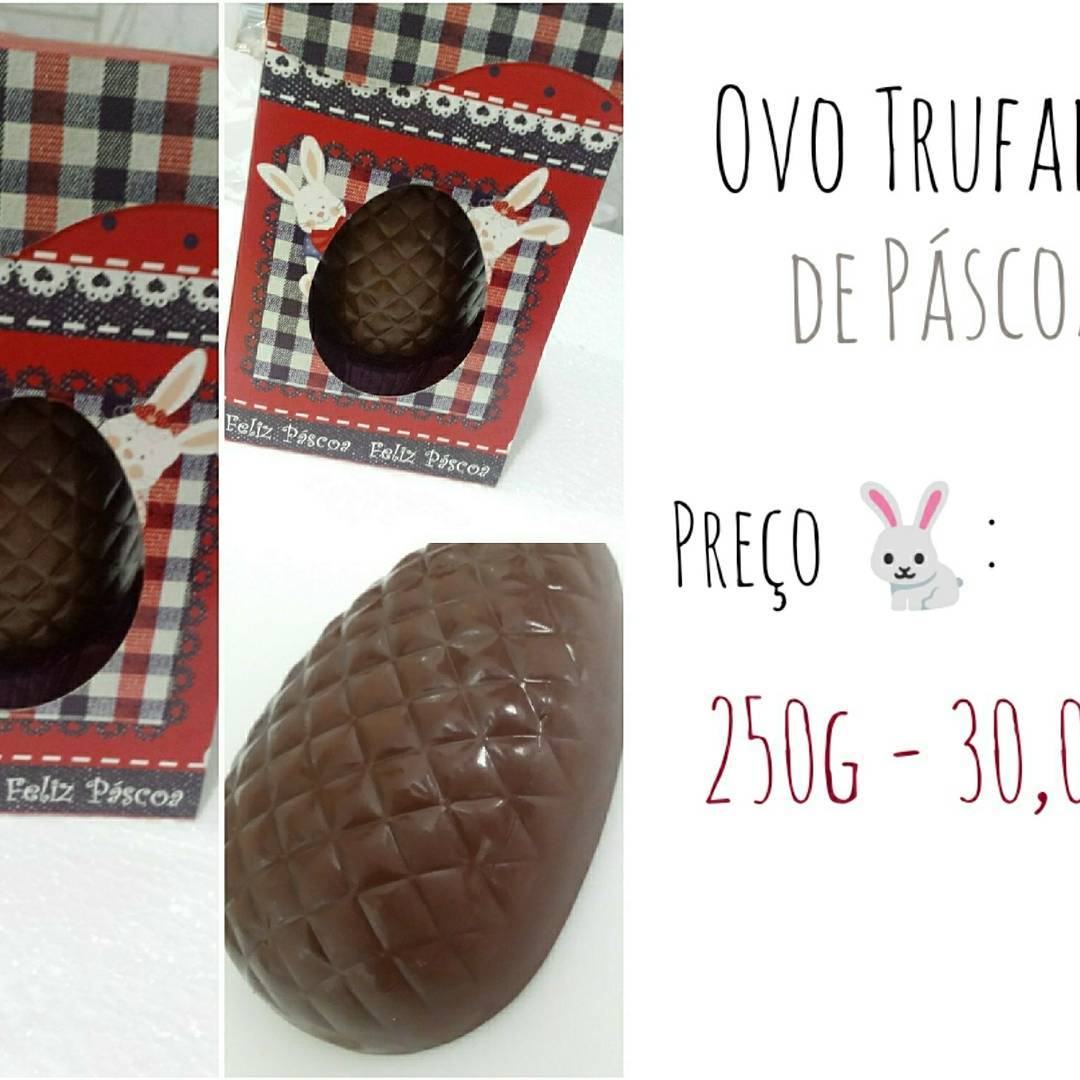 Feliz Páscoa
Feliz Páscoa Feliz Páscoa
OVO TRUFA
DE PÁSCO
PREÇO :
250G - 30,0